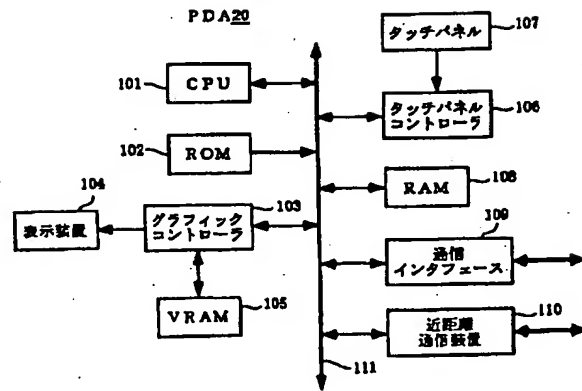 PDA20
タッチパネル
107
101
CPU
タッチパネル
コントローラ
106
102
ROM
RAM
108
104
表示装置
グラフィック
コントローラ
103
109
通信
インタフェース
VRAM
105
近距離
通信装置
110
111